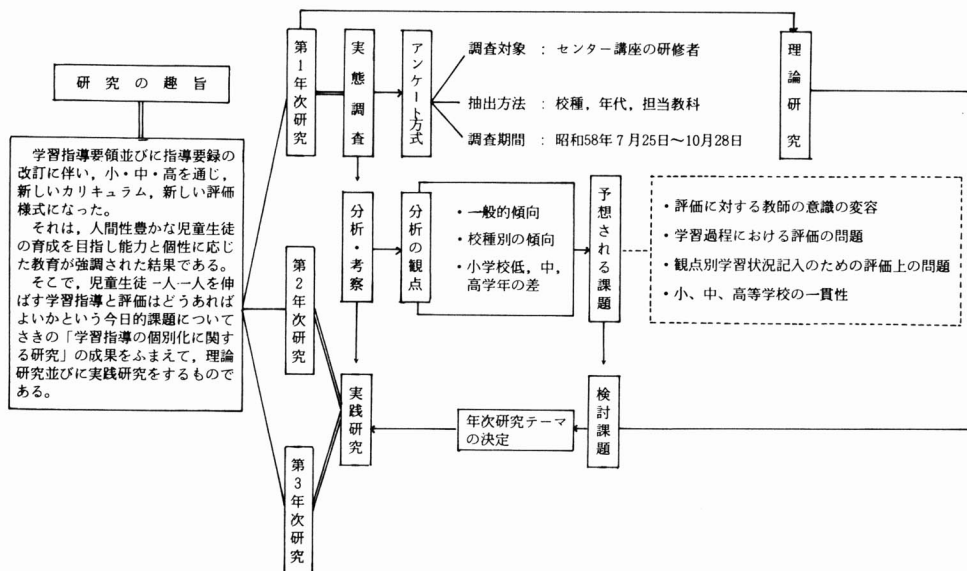 研究の趣旨
学習指導要領並びに指導要録の
改訂に伴い，小・中・高を通じ，
新しいカリキュラム，新しい評価
様式になった。
それは，人間性豊かな児童生徒
の育成を目指し能力と個性に応じ
た教育が強調された結果である。
そこで，児童生徒一人一人を伸
ばす学習指導と評価はどうあれば
よいかという今日的課題について
さきの「学習指導の個別化に関す
る研究」の成果をふまえて，理論
研究並びに実践研究をするもので
ある。
第1年次研究
第2年次研究
第3年次研究
実態調査
アンケート方式
調査対象 ： センター講座の研修者
抽出方法 ： 校種，年代，担当教科
調査期間 ： 昭和58年7月25日～10月28日
理論研究
分析・考察
分析の観点
・一般的傾向
・校種別の傾向
・小学校低，中，
高学年の差
予想される課題
・評価に対する教師の意識の変容
・学習過程における評価の問題
・観点別学習状況記入のための評価上の問題
・小、中、高等学校の一貫性
検討課題
年次研究テーマ
の決定
実践研究